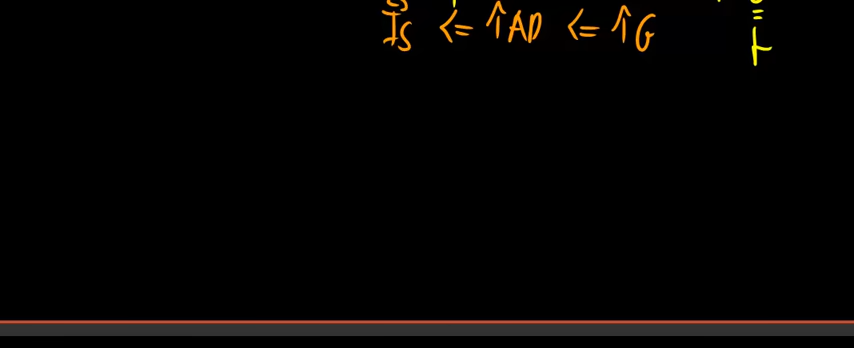 IS <= ↑AD <= ↑G